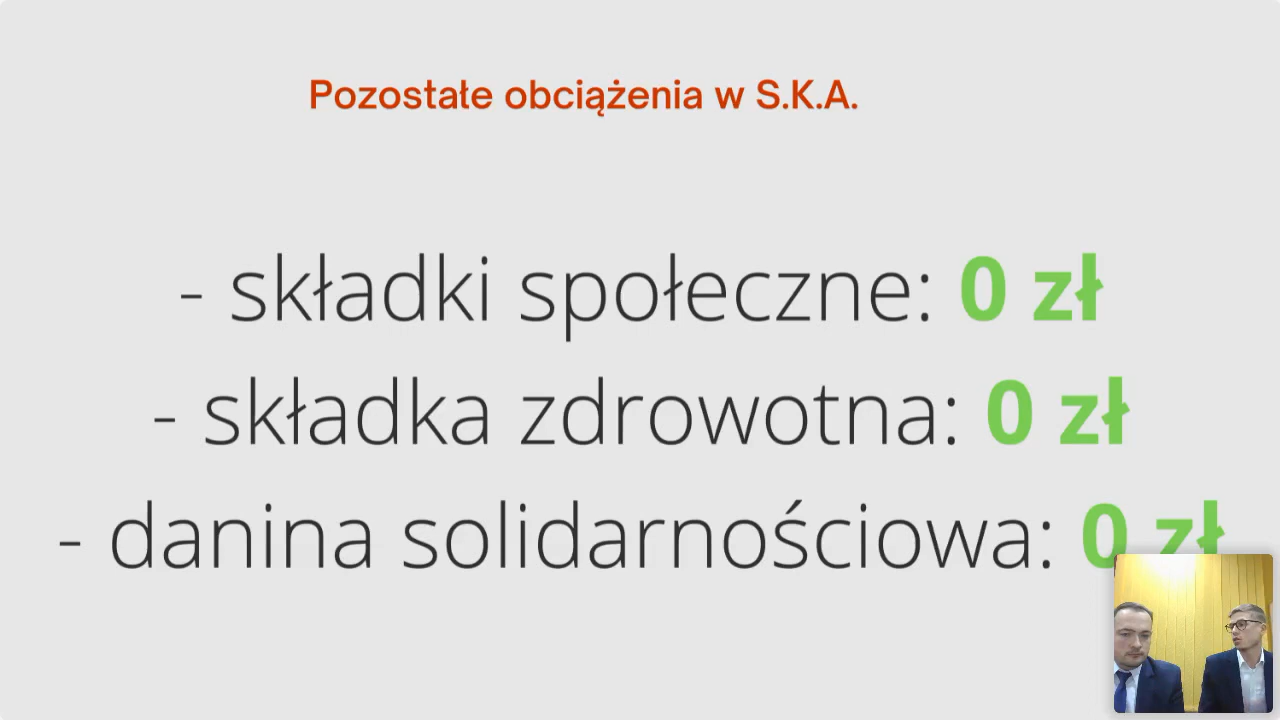 Pozostałe obciążenia w S.K.A.
- składki społeczne: 0 zł
- składka zdrowotna: 0 zł
- danina solidarnościowa: 0 zł